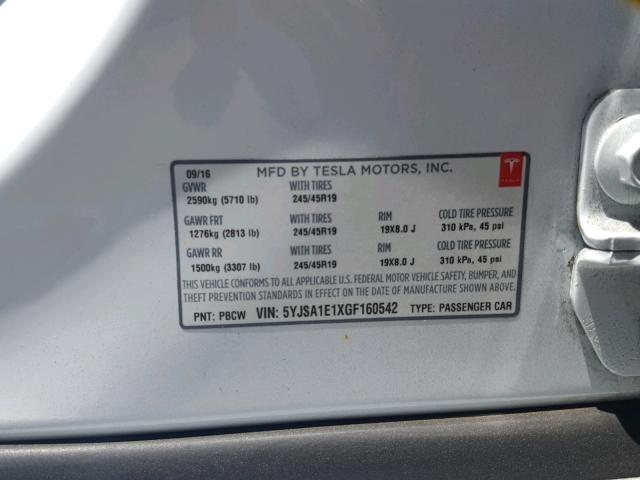 09/16 MFD BY TESLA MOTORS, INC.
GVWR WITH TIRES
2590kg (5710 lb) 245/45R19
GAWR FRT WITH TIRES RIM COLD TIRE PRESSURE
1276kg (2813 lb) 245/45R19 19X8.0 J 310 kPa, 45 psi
GAWR RR WITH TIRES RIM COLD TIRE PRESSURE
1500kg (3307 lb) 245/45R19 19X8.0 J 310 kPa, 45 psi
THIS VEHICLE CONFORMS TO ALL APPLICABLE U.S. FEDERAL MOTOR VEHICLE SAFETY, BUMPER, AND
THEFT PREVENTION STANDARDS IN EFFECT ON THE DATE OF MANUFACTURE SHOWN ABOVE.
PNT: PBCW VIN: 5YJSA1E1XGF160542 TYPE: PASSENGER CAR
TESLA